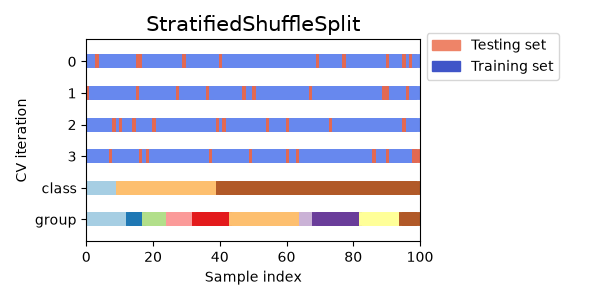 StratifiedShuffleSplit
Testing set
Training set
CV iteration
0
1
2
3
class
group
0 20 40 60 80 100
Sample index